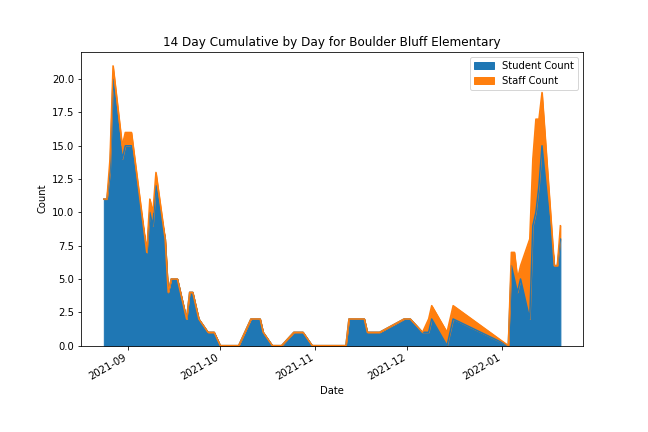 14 Day Cumulative by Day for Boulder Bluff Elementary
Student Count
Staff Count
20.0
17.5
15.0
12.5
10.0
7.5
5.0
2.5
0.0
Count
2021-09
2021-10
2021-11
2021-12
2022-01
Date